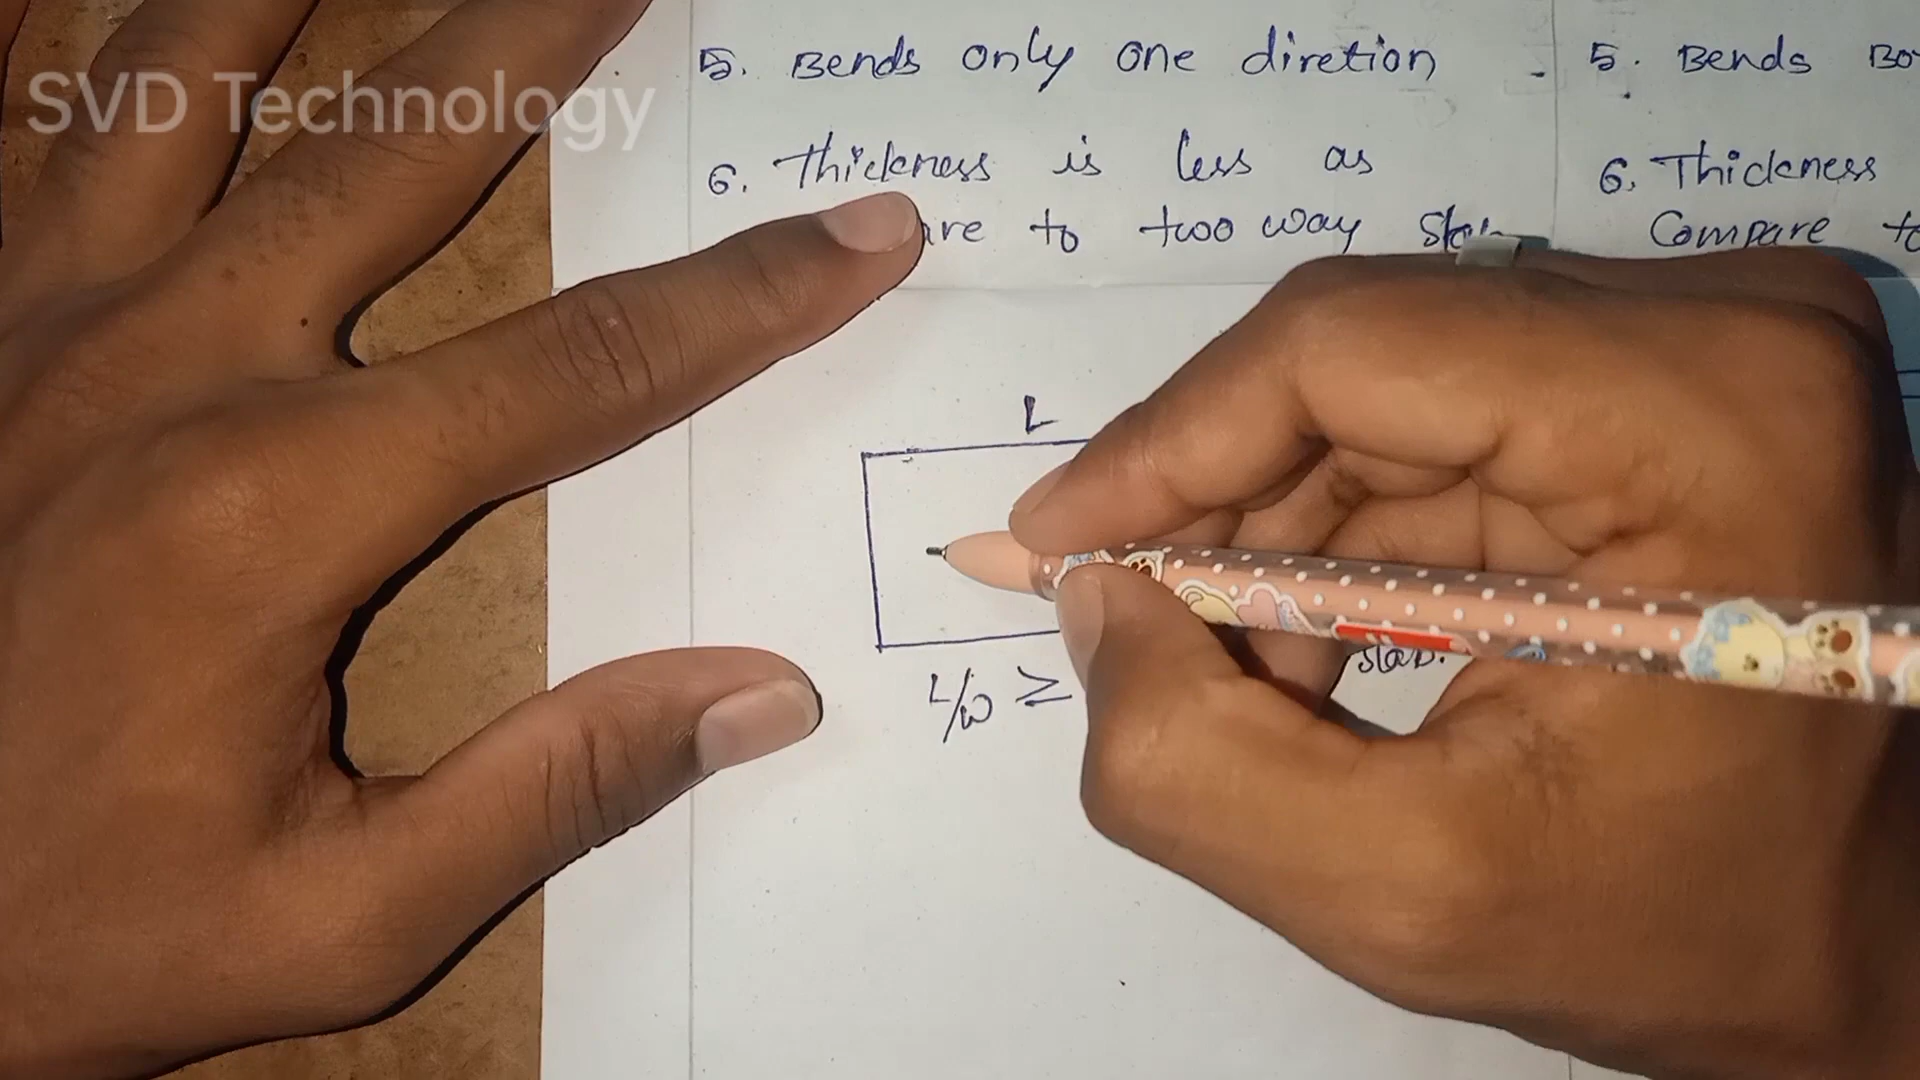 SVD Technology
5. Bends only one diretion
6. Thickness is less as
to two way
L
L/W ≥
slab.
5. Bends
6. Thickness
Compare